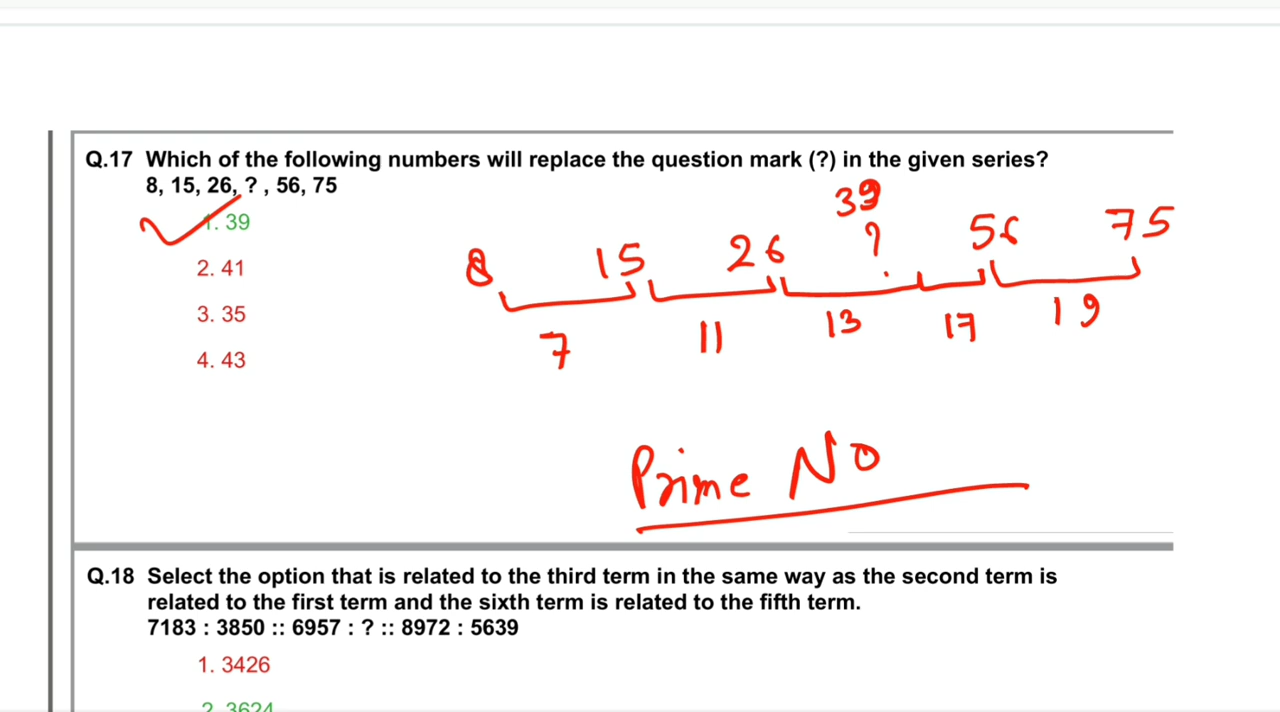 Q.17 Which of the following numbers will replace the question mark (?) in the given series?
8, 15, 26, ? , 56, 75
1. 39
2. 41
3. 35
4. 43
39
8 15 26 ? 56 75
7 11 13 17 19
Prime No
Q.18 Select the option that is related to the third term in the same way as the second term is
related to the first term and the sixth term is related to the fifth term.
7183 : 3850 :: 6957 : ? :: 8972 : 5639
1. 3426
2. 3624